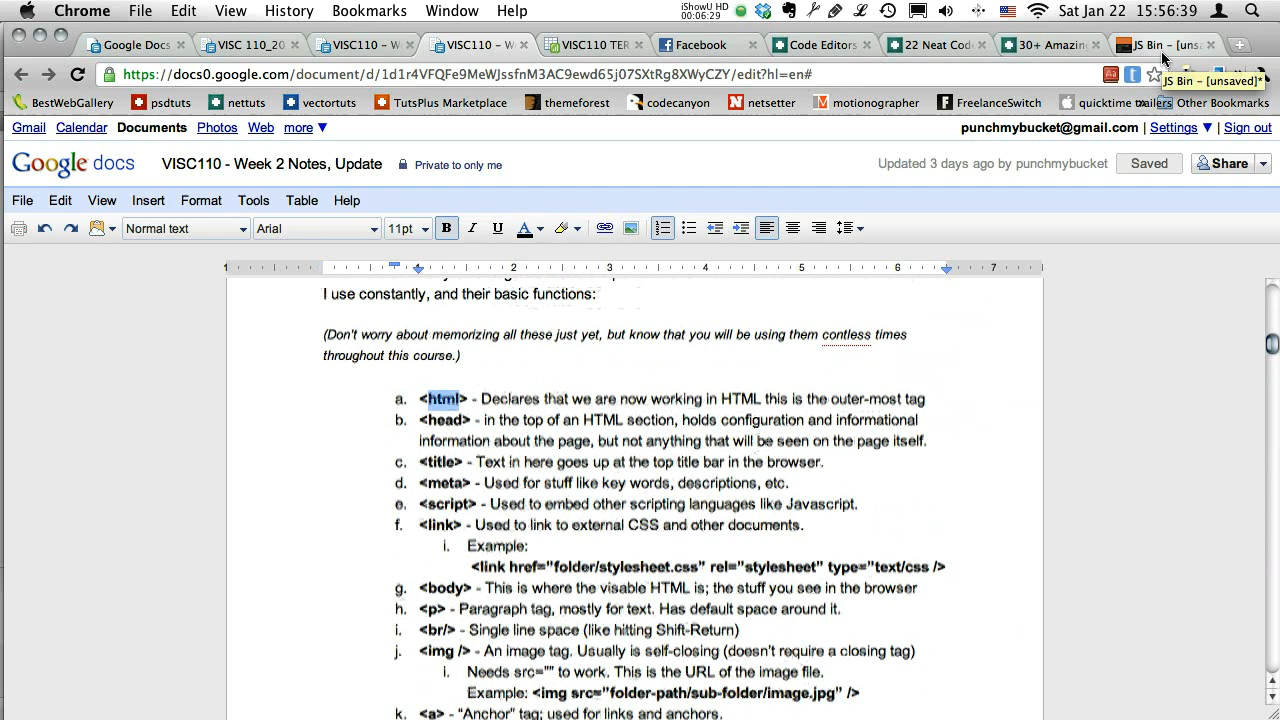 Chrome File Edit View History Bookmarks Window Help
iShowU HD
00:06:29
Sat Jan 22 15:56:39
Google Docs
VISC 110_20
VISC110 – W
VISC110 – W
VISC110 TER
Facebook
Code Editors
22 Neat Cod
30+ Amazin
JS Bin – [uns
https://docs0.google.com/document/d/1d1r4VFQFe9MeWJssfnM3AC9ewd65j07SXtRg8XWyCZY/edit?hl=en#
JS Bin – [unsaved]*
BestWebGallery psdtuts nettuts vectortuts TutsPlus Marketplace themeforest codecanyon netsetter motionographer FreelanceSwitch quicktime Other Bookmarks
Gmail Calendar Documents Photos Web more ▼
punchmybucket@gmail.com | Settings ▼ | Sign out
Google docs
VISC110 - Week 2 Notes, Update
Private to only me
Updated 3 days ago by punchmybucket
Saved
Share
File Edit View Insert Format Tools Table Help
Normal text Arial 11pt B I U A
1 1 2 3 4 5 6 7
I use constantly, and their basic functions:
(Don't worry about memorizing all these just yet, but know that you will be using them contless times
throughout this course.)
a. <html> - Declares that we are now working in HTML this is the outer-most tag
b. <head> - in the top of an HTML section, holds configuration and informational
information about the page, but not anything that will be seen on the page itself.
c. <title> - Text in here goes up at the top title bar in the browser.
d. <meta> - Used for stuff like key words, descriptions, etc.
e. <script> - Used to embed other scripting languages like Javascript.
f. <link> - Used to link to external CSS and other documents.
i. Example:
<link href="folder/stylesheet.css" rel="stylesheet" type="text/css />
g. <body> - This is where the visable HTML is; the stuff you see in the browser
h. <p> - Paragraph tag, mostly for text. Has default space around it.
i. <br/> - Single line space (like hitting Shift-Return)
j. <img /> - An image tag. Usually is self-closing (doesn't require a closing tag)
i. Needs src="" to work. This is the URL of the image file.
Example: <img src="folder-path/sub-folder/image.jpg" />
k. <a> - "Anchor" tag; used for links and anchors.